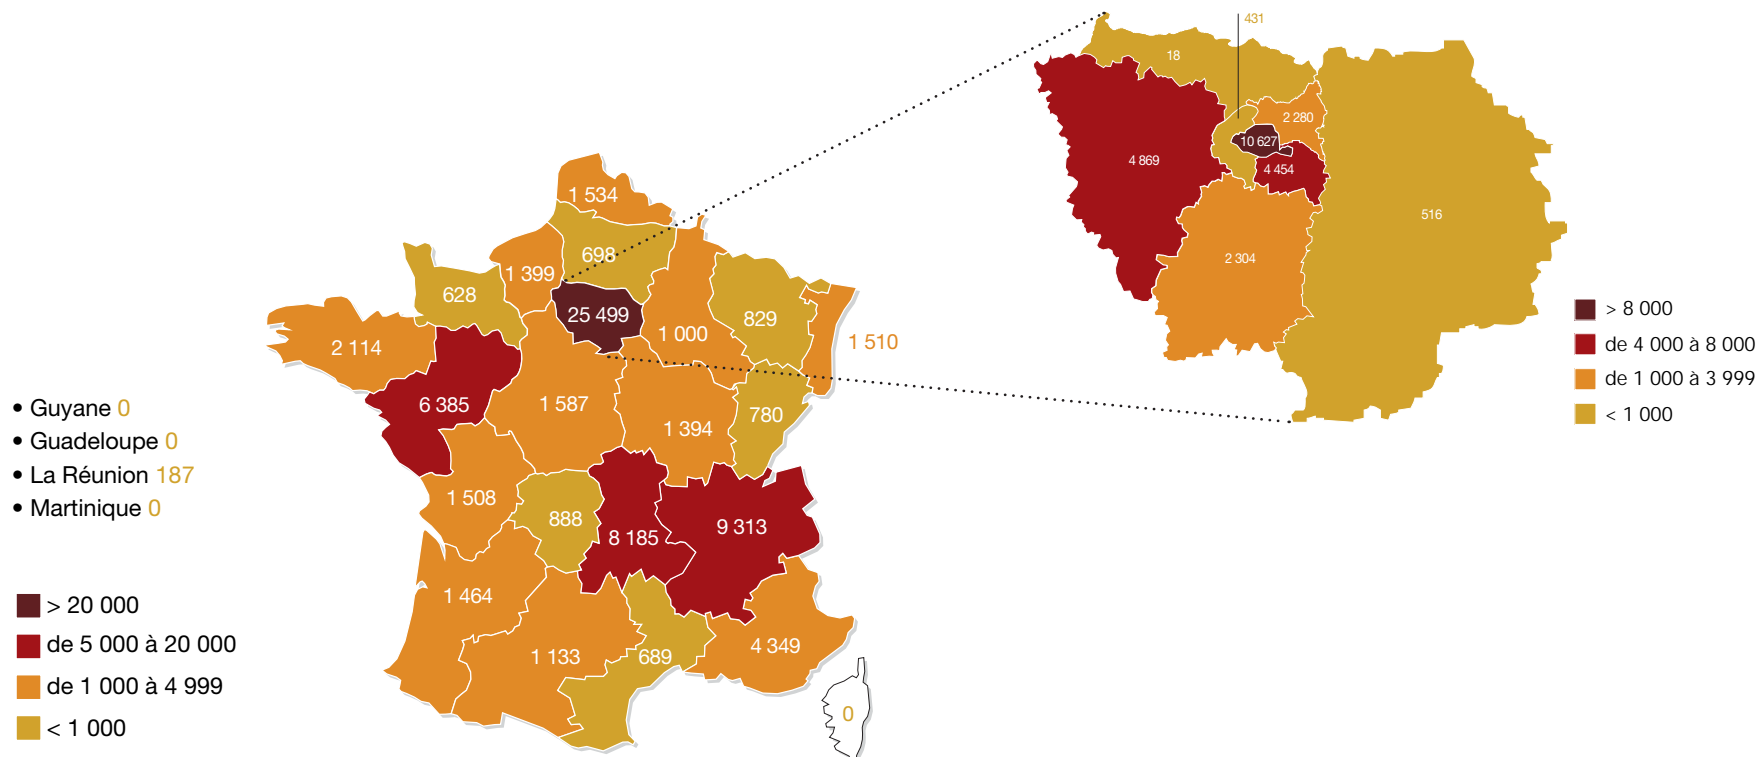 431
18
2 280
10 627
4 869
4 454
516
2 304
> 8 000
de 4 000 à 8 000
de 1 000 à 3 999
< 1 000
1 534
698
1 399
628
25 499
829
1 000
2 114
1 510
6 385
1 587
780
1 394
1 508
888
8 185
9 313
1 464
1 133
689
4 349
0
• Guyane 0
• Guadeloupe 0
• La Réunion 187
• Martinique 0
> 20 000
de 5 000 à 20 000
de 1 000 à 4 999
< 1 000